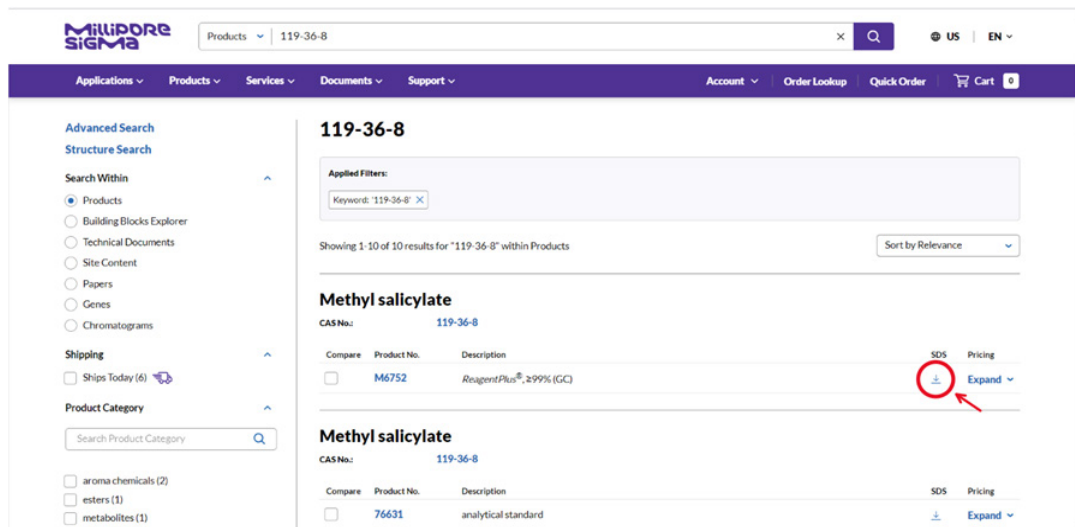 MilliporeSigma
Products 119-36-8
US EN
Applications Products Services Documents Support Account Order Lookup Quick Order Cart 0
Advanced Search
Structure Search
Search Within
Products
Building Blocks Explorer
Technical Documents
Site Content
Papers
Genes
Chromatograms
Shipping
Ships Today (6)
Product Category
Search Product Category
aroma chemicals (2)
esters (1)
metabolites (1)
119-36-8
Applied Filters:
Keyword: '119-36-8'
Showing 1-10 of 10 results for "119-36-8" within Products
Sort by Relevance
Methyl salicylate
CAS No.: 119-36-8
Compare Product No. Description SDS Pricing
M6752 ReagentPlus®, ≥99% (GC) Expand
Methyl salicylate
CAS No.: 119-36-8
Compare Product No. Description SDS Pricing
76631 analytical standard Expand